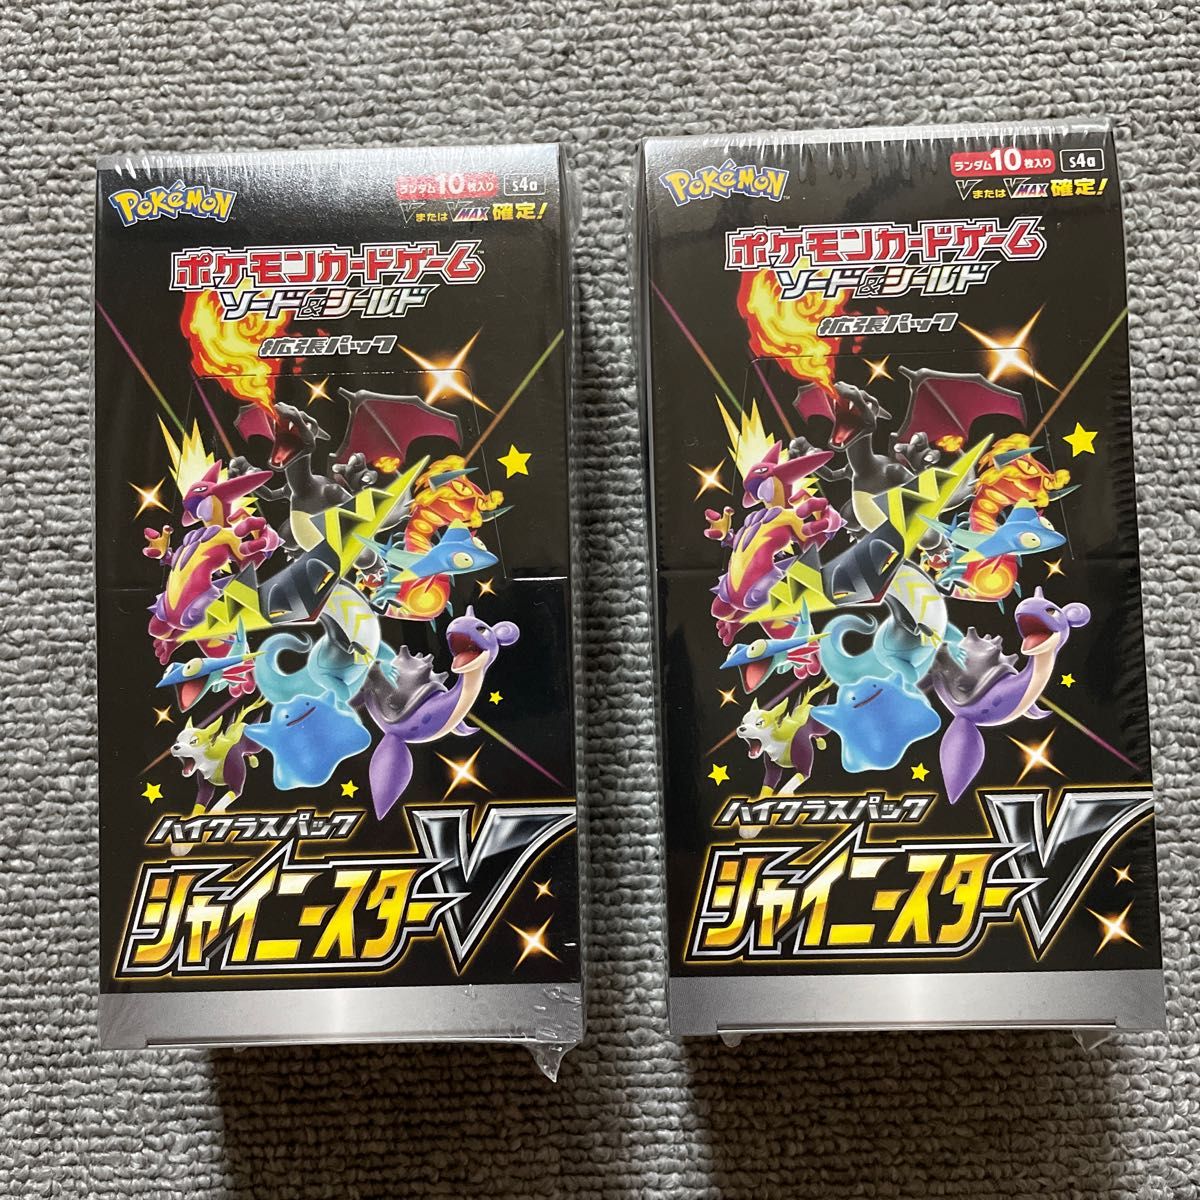 POKéMON
ランダム10枚入り
S4a
VまたはVMAX確定!
ポケモンカードゲーム
ソード&シールド
拡張パック
ハイクラスパック
シャイニースターV
POKéMON
ランダム10枚入り
S4a
VまたはVMAX確定!
ポケモンカードゲーム
ソード&シールド
拡張パック
ハイクラスパック
シャイニースターV